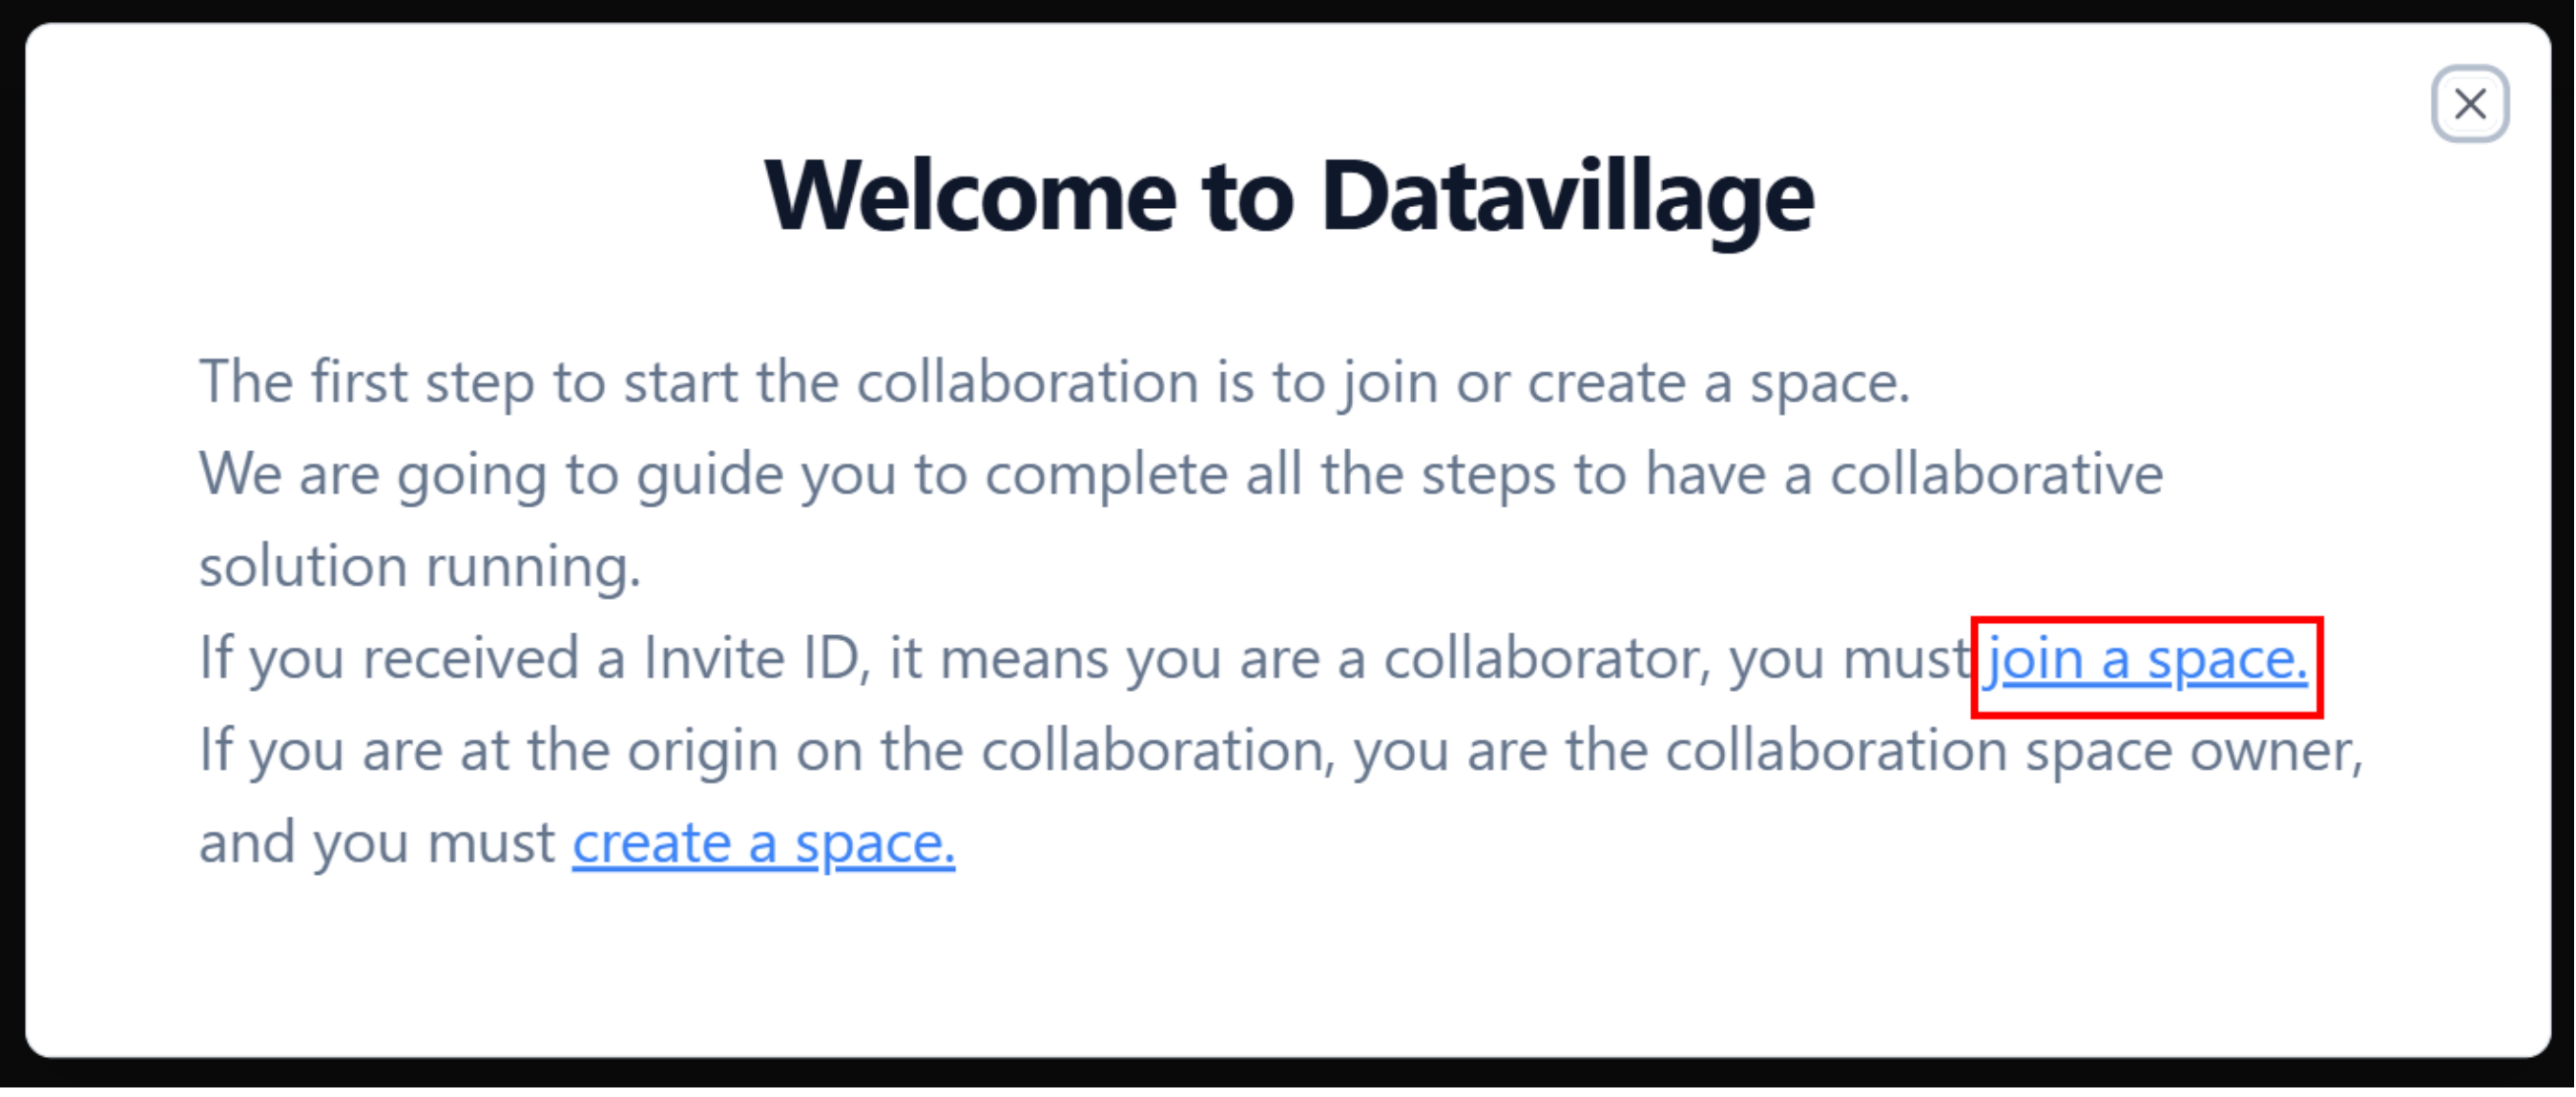 Welcome to Datavillage
The first step to start the collaboration is to join or create a space.
We are going to guide you to complete all the steps to have a collaborative
solution running.
If you received a Invite ID, it means you are a collaborator, you must join a space.
If you are at the origin on the collaboration, you are the collaboration space owner,
and you must create a space.